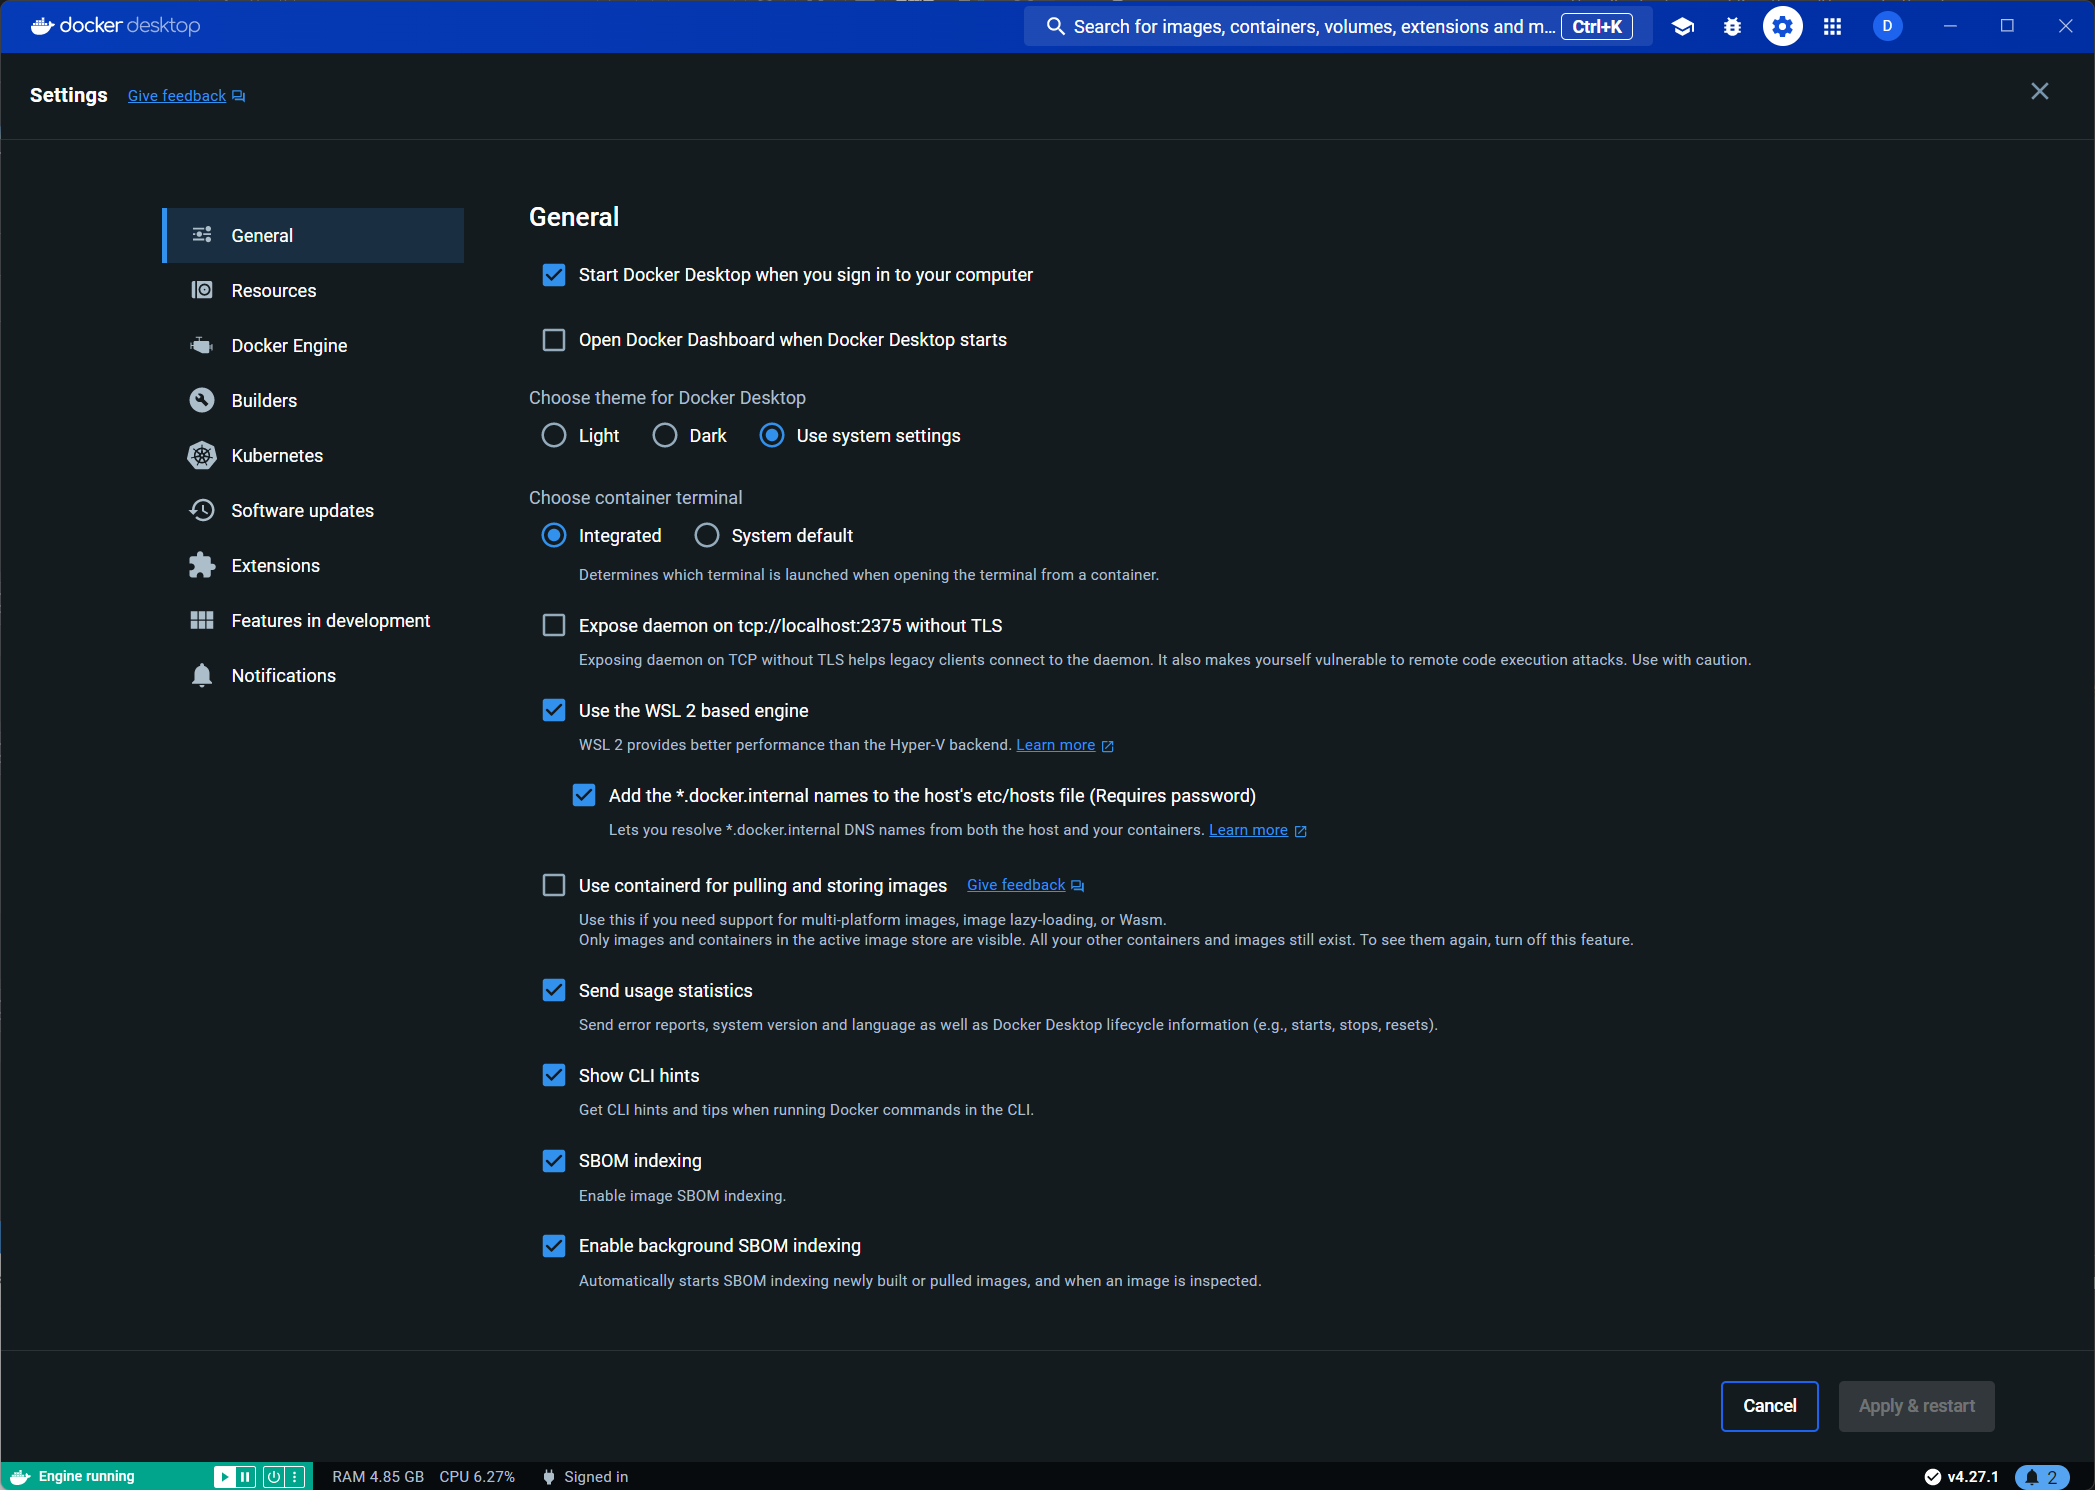 docker desktop
Search for images, containers, volumes, extensions and m... Ctrl+K
D
Settings Give feedback
General
Resources
Docker Engine
Builders
Kubernetes
Software updates
Extensions
Features in development
Notifications
General
Start Docker Desktop when you sign in to your computer
Open Docker Dashboard when Docker Desktop starts
Choose theme for Docker Desktop
Light Dark Use system settings
Choose container terminal
Integrated System default
Determines which terminal is launched when opening the terminal from a container.
Expose daemon on tcp://localhost:2375 without TLS
Exposing daemon on TCP without TLS helps legacy clients connect to the daemon. It also makes yourself vulnerable to remote code execution attacks. Use with caution.
Use the WSL 2 based engine
WSL 2 provides better performance than the Hyper-V backend. Learn more
Add the *.docker.internal names to the host's etc/hosts file (Requires password)
Lets you resolve *.docker.internal DNS names from both the host and your containers. Learn more
Use containerd for pulling and storing images Give feedback
Use this if you need support for multi-platform images, image lazy-loading, or Wasm.
Only images and containers in the active image store are visible. All your other containers and images still exist. To see them again, turn off this feature.
Send usage statistics
Send error reports, system version and language as well as Docker Desktop lifecycle information (e.g., starts, stops, resets).
Show CLI hints
Get CLI hints and tips when running Docker commands in the CLI.
SBOM indexing
Enable image SBOM indexing.
Enable background SBOM indexing
Automatically starts SBOM indexing newly built or pulled images, and when an image is inspected.
Cancel Apply & restart
Engine running RAM 4.85 GB CPU 6.27% Signed in v4.27.1 2